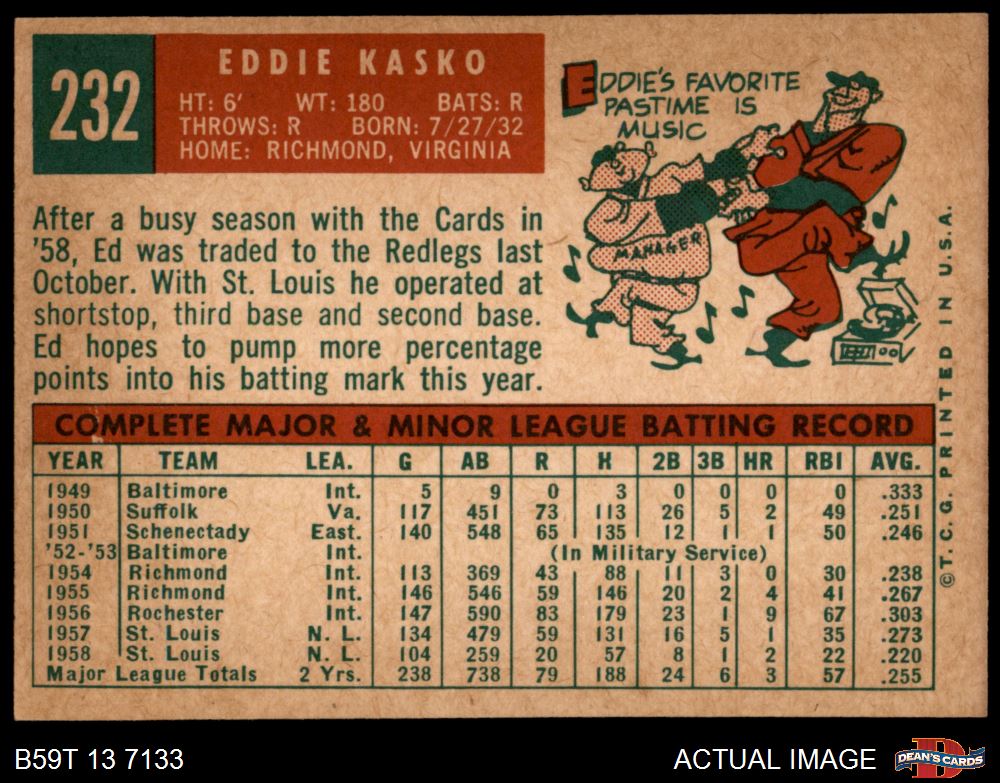 232
EDDIE KASKO
HT: 6' WT: 180 BATS: R
THROWS: R BORN: 7/27/32
HOME: RICHMOND, VIRGINIA
EDDIE'S FAVORITE
PASTIME IS
MUSIC
MANAGER
After a busy season with the Cards in
'58, Ed was traded to the Redlegs last
October. With St. Louis he operated at
shortstop, third base and second base.
Ed hopes to pump more percentage
points into his batting mark this year.
COMPLETE MAJOR & MINOR LEAGUE BATTING RECORD
YEAR TEAM LEA. G AB R H 2B 3B HR RBI AVG.
1949 Baltimore Int. 5 9 0 3 0 0 0 0 .333
1950 Suffolk Va. 117 451 73 113 26 5 2 49 .251
1951 Schenectady East. 140 548 65 135 12 1 1 50 .246
'52-'53 Baltimore Int. (In Military Service)
1954 Richmond Int. 113 369 43 88 11 3 0 30 .238
1955 Richmond Int. 146 546 59 146 20 2 4 41 .267
1956 Rochester Int. 147 590 83 179 23 1 9 67 .303
1957 St. Louis N. L. 134 479 59 131 16 5 1 35 .273
1958 St. Louis N. L. 104 259 20 57 8 1 2 22 .220
Major League Totals 2 Yrs. 238 738 79 188 24 6 3 57 .255
©T. C. G. PRINTED IN U.S.A.
B59T 13 7133
ACTUAL IMAGE
D
DEAN'S CARDS